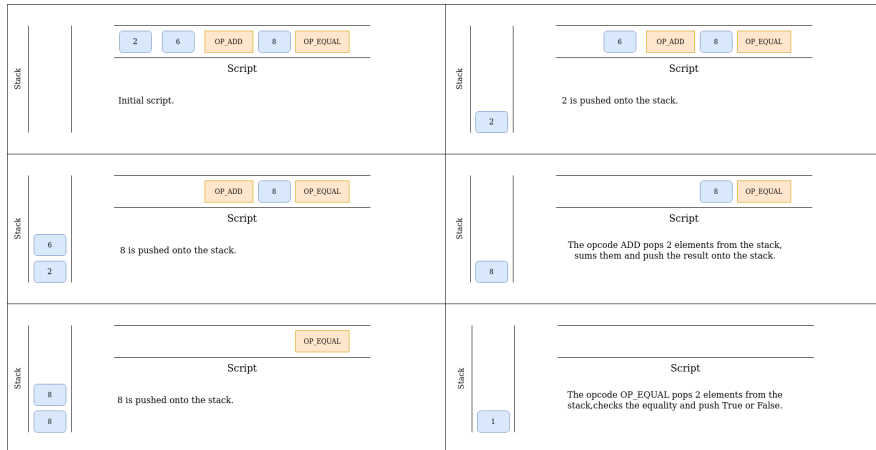 2 6 OP_ADD 8 OP_EQUAL
Script
Stack
Initial script.
6 OP_ADD 8 OP_EQUAL
Script
Stack
2 is pushed onto the stack.
2
OP_ADD 8 OP_EQUAL
Script
Stack
6
8 is pushed onto the stack.
2
8 OP_EQUAL
Script
Stack
The opcode ADD pops 2 elements from the stack,
sums them and push the result onto the stack.
8
OP_EQUAL
Script
Stack
8
8 is pushed onto the stack.
8
Script
Stack
The opcode OP_EQUAL pops 2 elements from the
stack,checks the equality and push True or False.
1